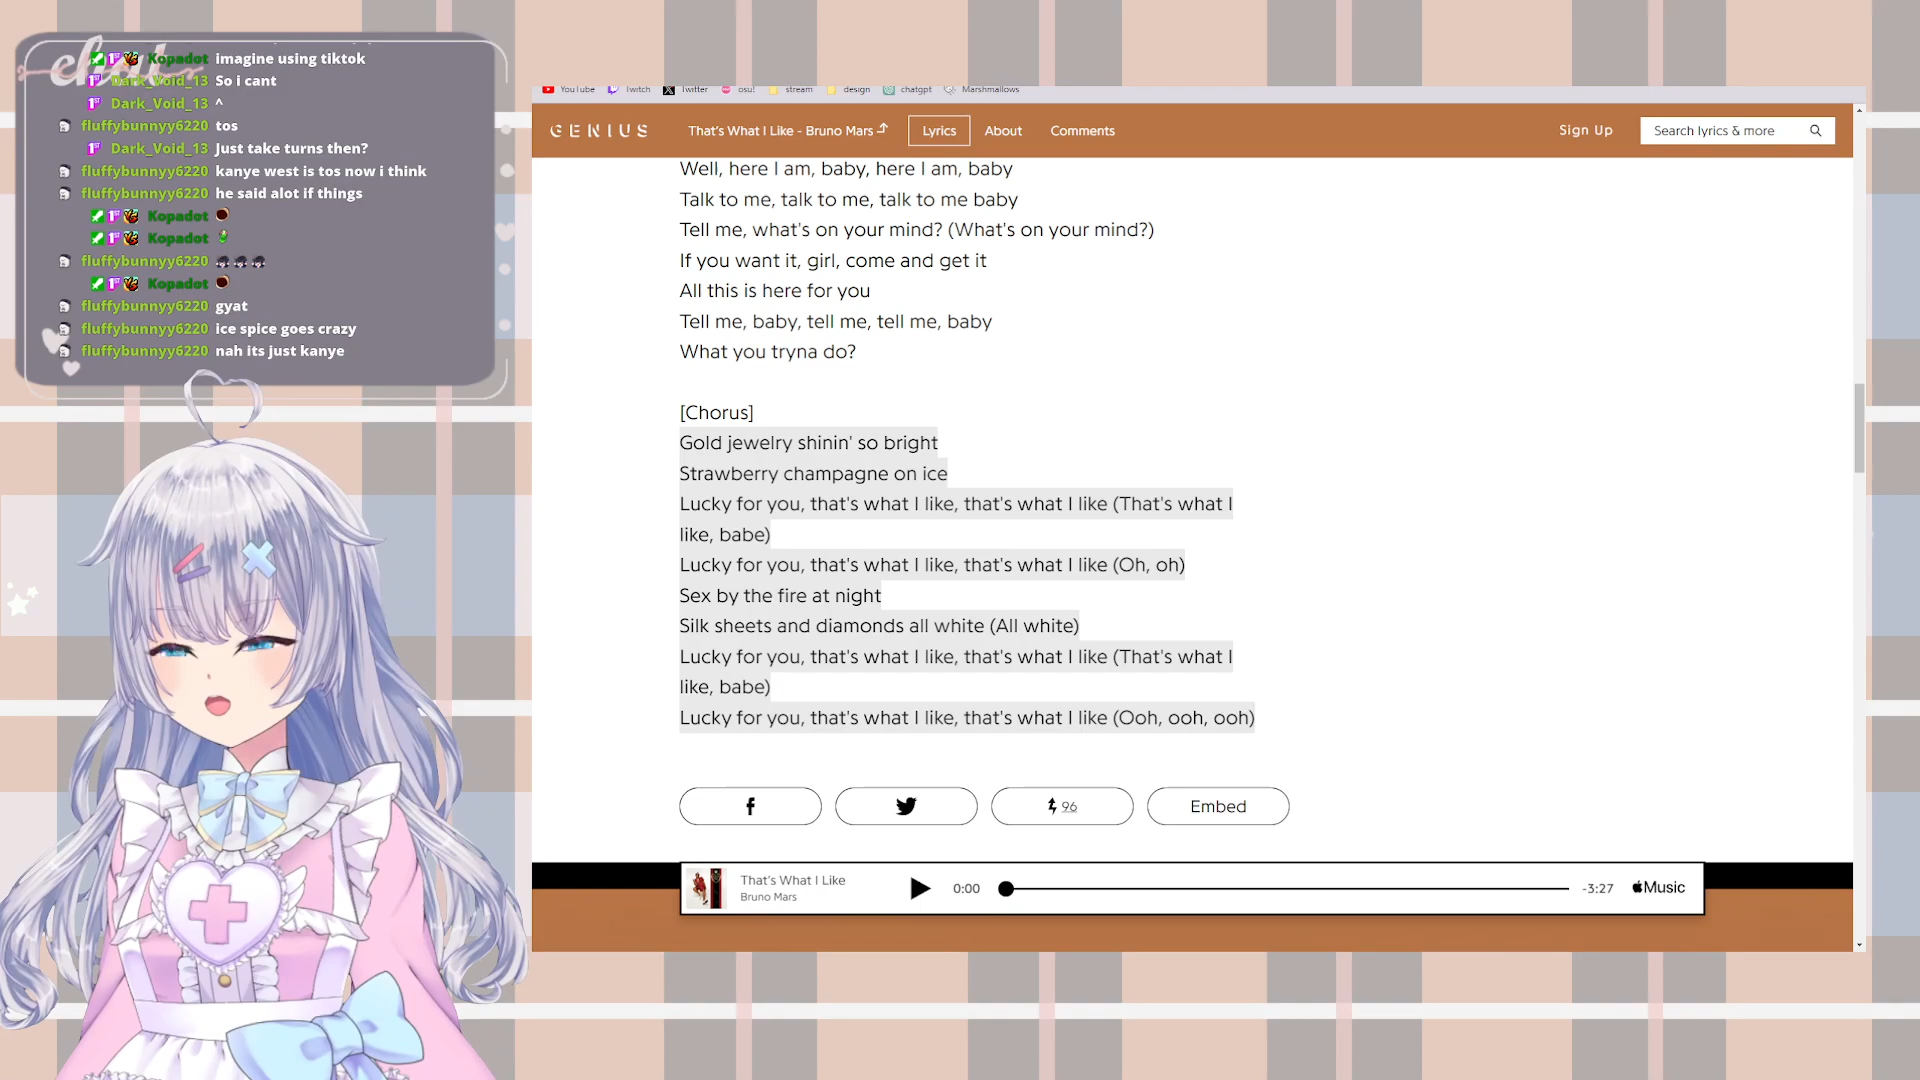 chat
Kopadot imagine using tiktok
Dark_Void_13 So i cant
Dark_Void_13 ^
fluffybunnyy6220 tos
Dark_Void_13 Just take turns then?
fluffybunnyy6220 kanye west is tos now i think
fluffybunnyy6220 he said alot if things
Kopadot
Kopadot
fluffybunnyy6220
Kopadot
fluffybunnyy6220 gyat
fluffybunnyy6220 ice spice goes crazy
fluffybunnyy6220 nah its just kanye
YouTube Twitch Twitter osu! stream design chatgpt Marshmallows
GENIUS That's What I Like - Bruno Mars Lyrics About Comments Sign Up Search lyrics & more
Well, here I am, baby, here I am, baby
Talk to me, talk to me, talk to me baby
Tell me, what's on your mind? (What's on your mind?)
If you want it, girl, come and get it
All this is here for you
Tell me, baby, tell me, tell me, baby
What you tryna do?
[Chorus]
Gold jewelry shinin' so bright
Strawberry champagne on ice
Lucky for you, that's what I like, that's what I like (That's what I
like, babe)
Lucky for you, that's what I like, that's what I like (Oh, oh)
Sex by the fire at night
Silk sheets and diamonds all white (All white)
Lucky for you, that's what I like, that's what I like (That's what I
like, babe)
Lucky for you, that's what I like, that's what I like (Ooh, ooh, ooh)
96 Embed
That's What I Like
Bruno Mars
0:00 -3:27 Music